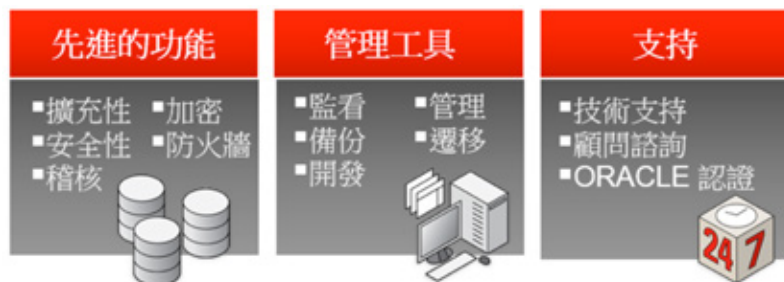 先進的功能
■擴充性 ■加密
■安全性 ■防火牆
■稽核
管理工具
■監看 ■管理
■備份 ■遷移
■開發
支持
■技術支持
■顧問諮詢
■ORACLE 認證
24
7